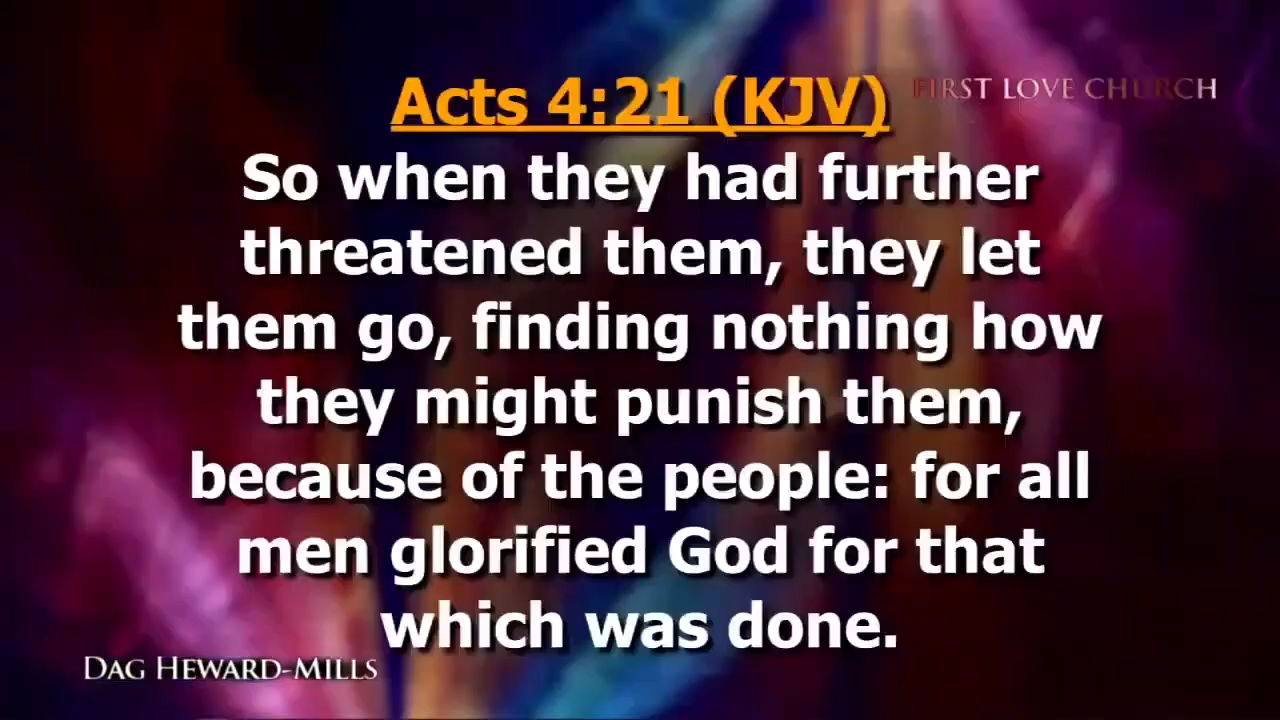 Acts 4:21 (KJV)
FIRST LOVE CHURCH
So when they had further
threatened them, they let
them go, finding nothing how
they might punish them,
because of the people: for all
men glorified God for that
which was done.
DAG HEWARD-MILLS